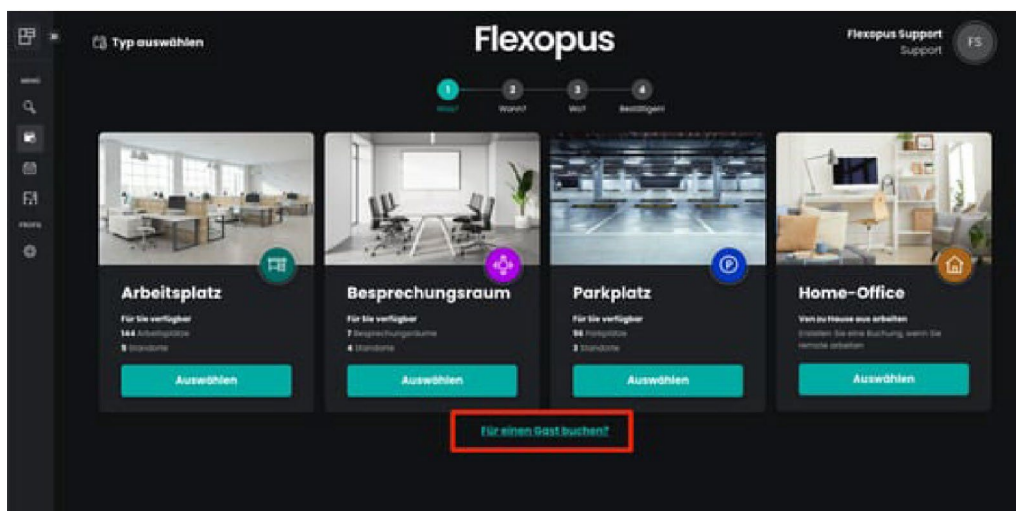 Typ auswählen
Flexopus
Flexopus Support
Support
FS
1
2
3
4
Was?
Wann?
Wo?
Bestätigen!
MENÜ
PROFIL
Arbeitsplatz
Für Sie verfügbar
144 Arbeitsplätze
5 Standorte
Auswählen
Besprechungsraum
Für Sie verfügbar
7 Besprechungsräume
4 Standorte
Auswählen
P
Parkplatz
Für Sie verfügbar
Parkplätze
3 Standorte
Auswählen
Home-Office
Von zu Hause aus arbeiten
Erstellen Sie eine Buchung, wenn Sie
remote arbeiten
Auswählen
Für einen Gast buchen?